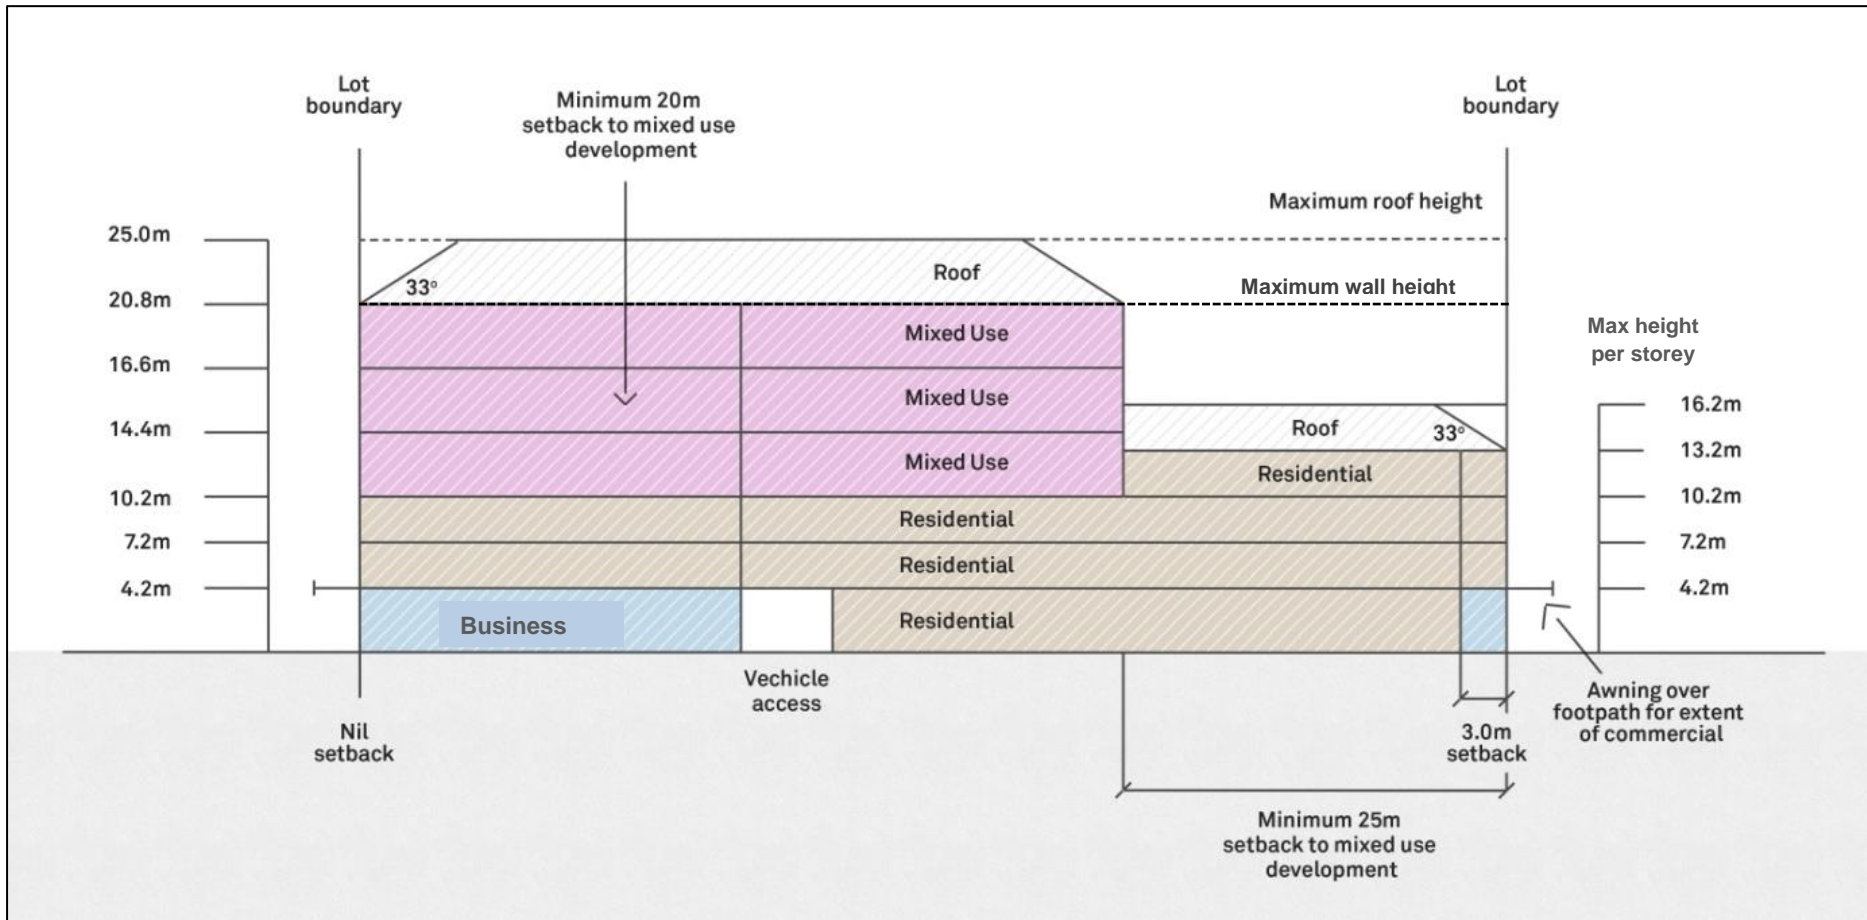 Lot
boundary
Minimum 20m
setback to mixed use
development
Lot
boundary
Maximum roof height
25.0m
Roof
33°
Maximum wall height
20.8m
Mixed Use
Max height
per storey
16.6m
Mixed Use
16.2m
14.4m
Roof
33°
13.2m
Mixed Use
Residential
10.2m
10.2m
Residential
7.2m
7.2m
Residential
4.2m
4.2m
Business
Residential
Vechicle
access
Nil
setback
3.0m
setback
Awning over
footpath for extent
of commercial
Minimum 25m
setback to mixed use
development